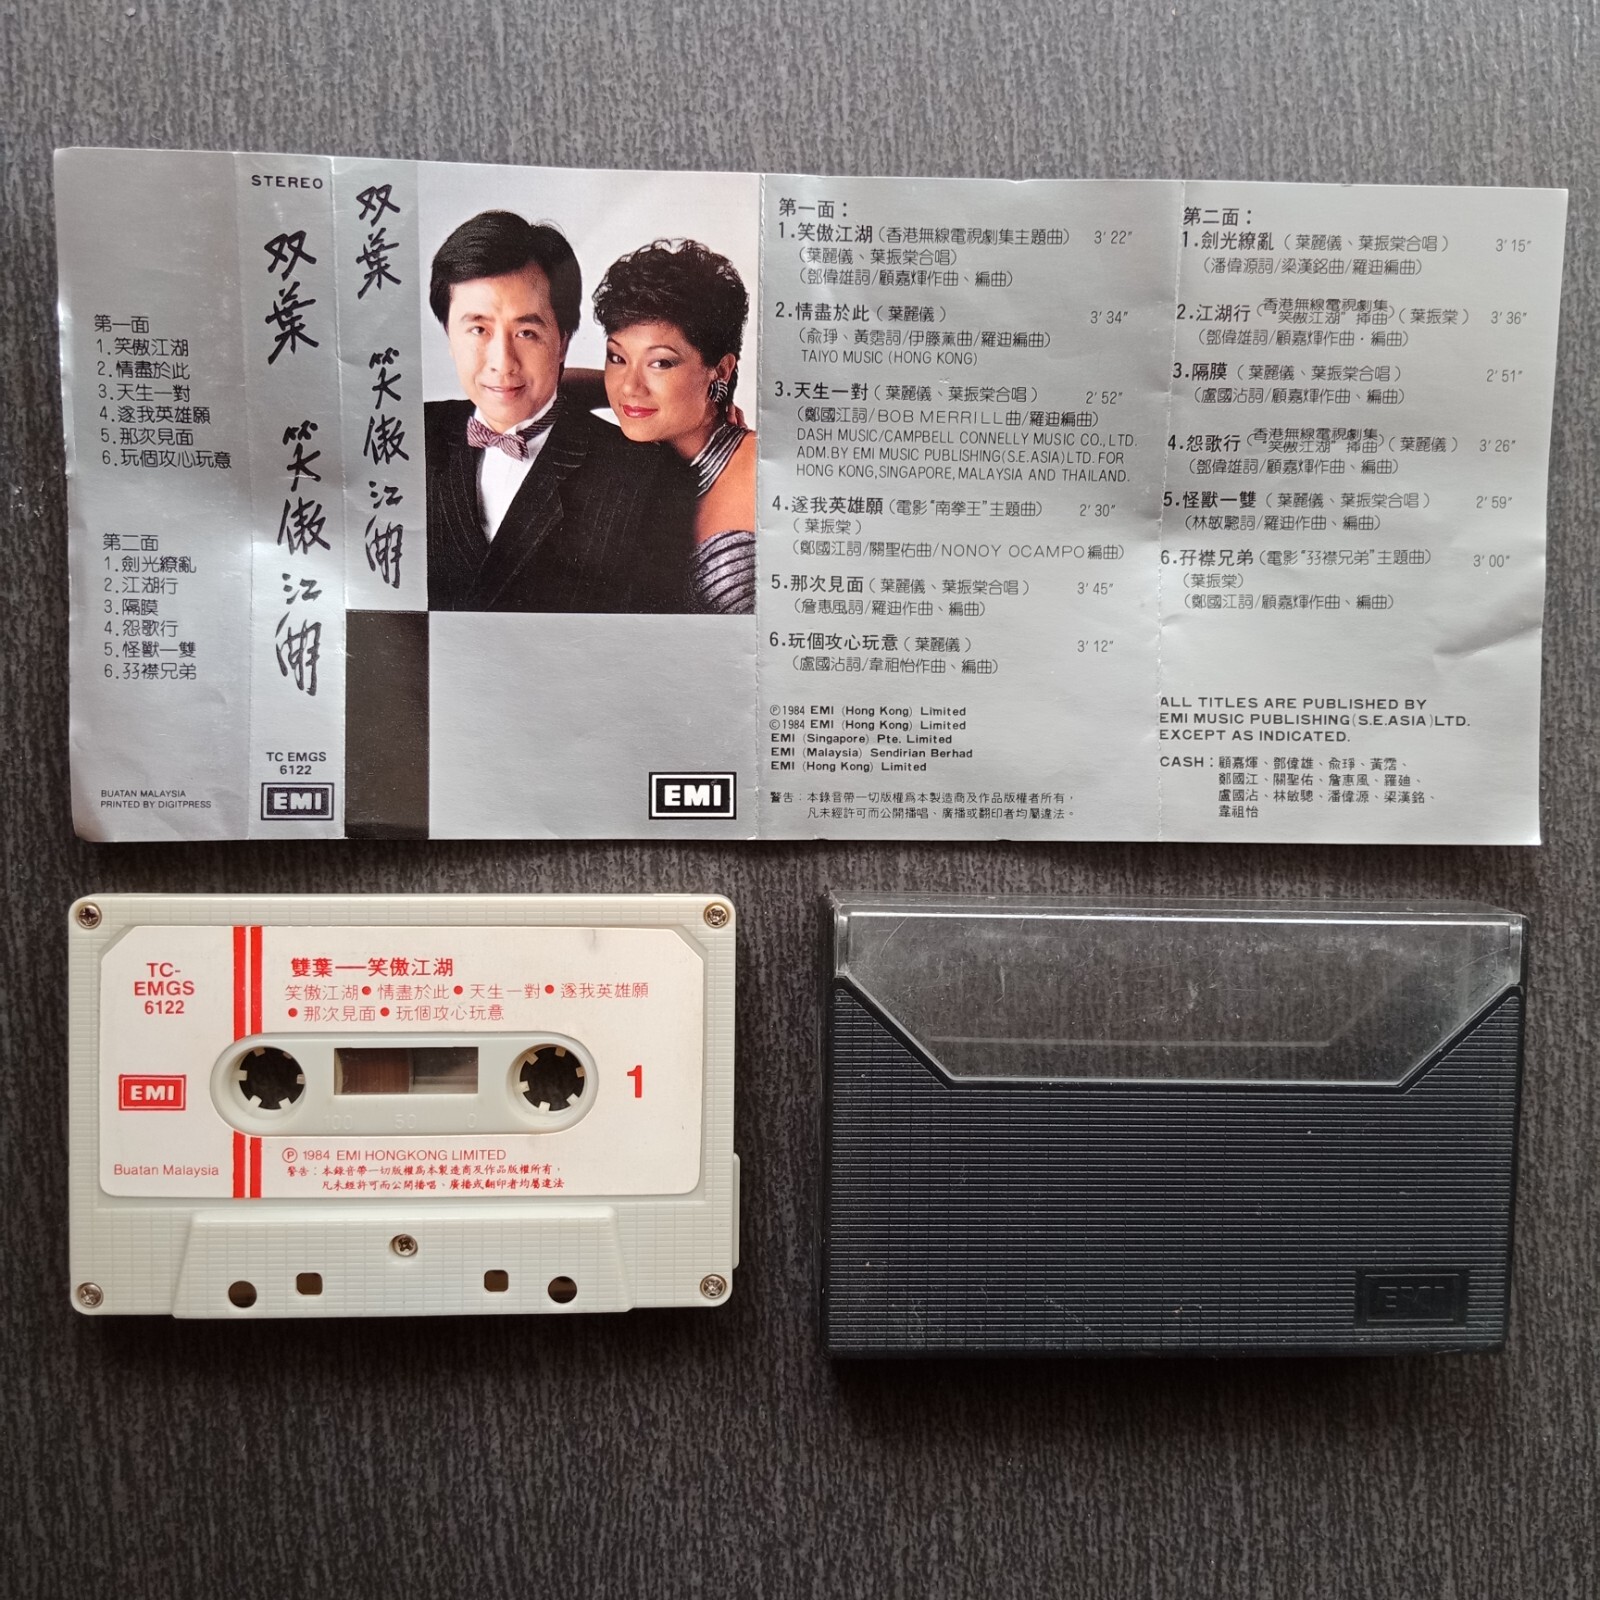 第一面
1.笑傲江湖
2.情盡於此
3.天生一對
4.遂我英雄願
5.那次見面
6.玩個攻心玩意
第二面
1.劍光繚亂
2.江湖行
3.隔膜
4.怨歌行
5.怪獸一雙
6.孖襟兄弟
BUATAN MALAYSIA
PRINTED BY DIGITPRESS
STEREO
双葉 笑傲江湖
TC EMGS
6122
EMI
双葉 笑傲江湖
EMI
第一面：
1.笑傲江湖(香港無線電視劇集主題曲) 3'22"
(葉麗儀、葉振棠合唱)
(鄧偉雄詞/顧嘉煇作曲、編曲)
2.情盡於此(葉麗儀) 3'34"
(俞琤、黃霑詞/伊藤薰曲/羅迪編曲)
TAIYO MUSIC (HONG KONG)
3.天生一對(葉麗儀、葉振棠合唱) 2'52"
(鄭國江詞/BOB MERRILL曲/羅迪編曲)
DASH MUSIC/CAMPBELL CONNELLY MUSIC CO., LTD.
ADM.BY EMI MUSIC PUBLISHING(S.E.ASIA)LTD. FOR
HONG KONG,SINGAPORE, MALAYSIA AND THAILAND.
4.遂我英雄願(電影"南拳王"主題曲) 2'30"
(葉振棠)
(鄭國江詞/關聖佑曲/NONOY OCAMPO編曲)
5.那次見面(葉麗儀、葉振棠合唱) 3'45"
(詹惠風詞/羅迪作曲、編曲)
6.玩個攻心玩意(葉麗儀) 3'12"
(盧國沾詞/韋祖怡作曲、編曲)
Ⓟ1984 EMI (Hong Kong) Limited
©1984 EMI (Hong Kong) Limited
EMI (Singapore) Pte. Limited
EMI (Malaysia) Sendirian Berhad
EMI (Hong Kong) Limited
警告：本錄音帶一切版權爲本製造商及作品版權者所有，
凡未經許可而公開播唱、廣播或翻印者均屬違法。
第二面：
1.劍光繚亂(葉麗儀、葉振棠合唱) 3'15"
(潘偉源詞/梁漢銘曲/羅迪編曲)
2.江湖行(香港無線電視劇集"笑傲江湖"揷曲)(葉振棠) 3'36"
(鄧偉雄詞/顧嘉煇作曲・編曲)
3.隔膜(葉麗儀、葉振棠合唱) 2'51"
(盧國沾詞/顧嘉煇作曲、編曲)
4.怨歌行(香港無線電視劇集"笑傲江湖"揷曲)(葉麗儀) 3'26"
(鄧偉雄詞/顧嘉煇作曲、編曲)
5.怪獸一雙(葉麗儀、葉振棠合唱) 2'59"
(林敏驄詞/羅迪作曲、編曲)
6.孖襟兄弟(電影"孖襟兄弟"主題曲) 3'00"
(葉振棠)
(鄭國江詞/顧嘉煇作曲、編曲)
ALL TITLES ARE PUBLISHED BY
EMI MUSIC PUBLISHING(S.E.ASIA)LTD.
EXCEPT AS INDICATED.
CASH：顧嘉煇、鄧偉雄、俞琤、黃霑、
鄭國江、關聖佑、詹惠風、羅迪、
盧國沾、林敏驄、潘偉源、梁漢銘、
韋祖怡
TC-
EMGS
6122
雙葉──笑傲江湖
笑傲江湖●情盡於此●天生一對●遂我英雄願
●那次見面●玩個攻心玩意
EMI
1
100 50 0
Buatan Malaysia
Ⓟ 1984 EMI HONGKONG LIMITED
警告：本錄音帶一切版權爲本製造商及作品版權所有，
凡未經許可而公開播唱、廣播或翻印者均屬違法
EMI